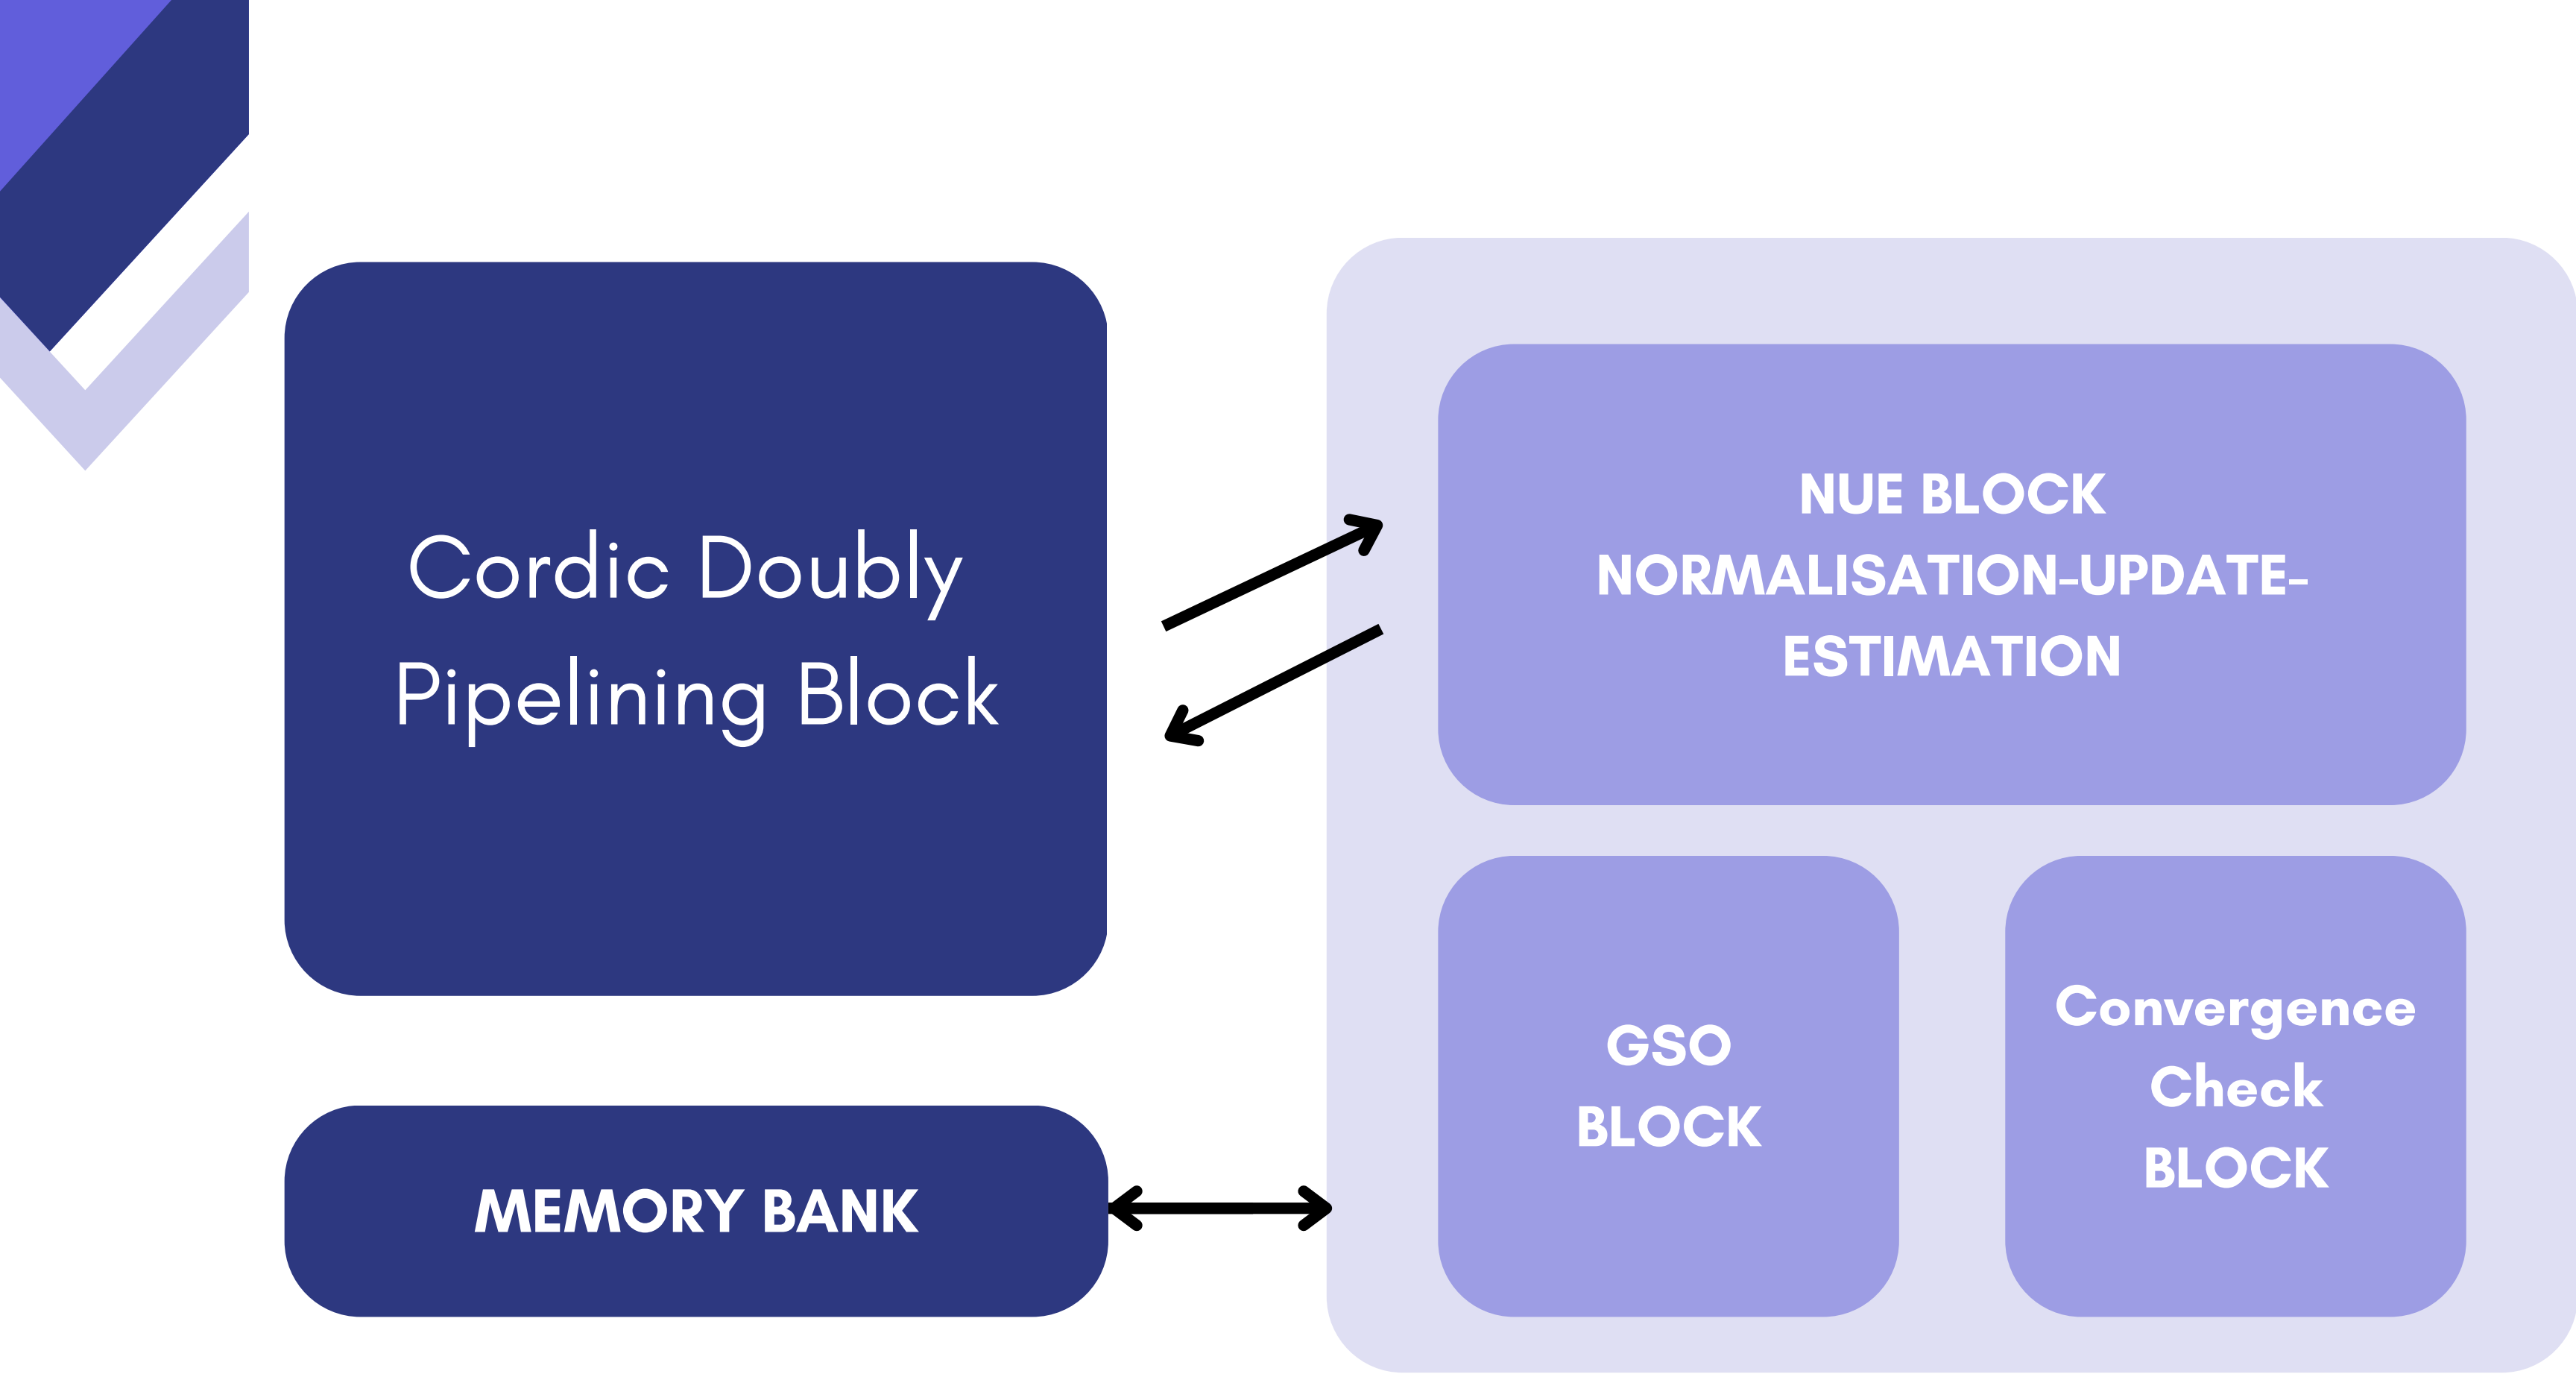 Cordic Doubly
Pipelining Block
NUE BLOCK
NORMALISATION-UPDATE-
ESTIMATION
GSO
BLOCK
Convergence
Check
BLOCK
MEMORY BANK